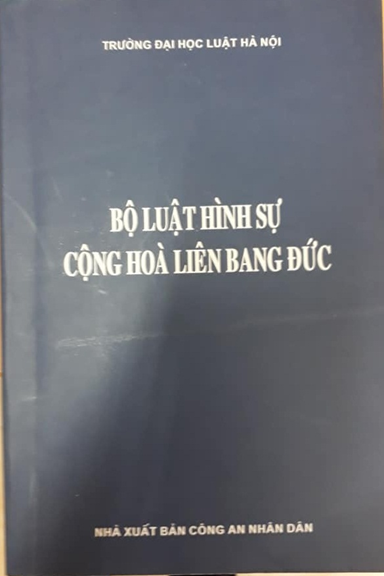 TRƯỜNG ĐẠI HỌC LUẬT HÀ NỘI
BỘ LUẬT HÌNH SỰ
CỘNG HOÀ LIÊN BANG ĐỨC
NHÀ XUẤT BẢN CÔNG AN NHÂN DÂN